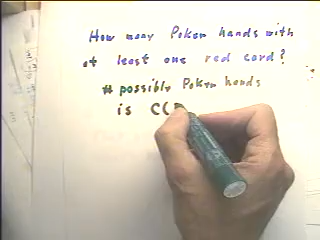 How many Poker hands with
at least one red card?
# possible Poker hands
is C(